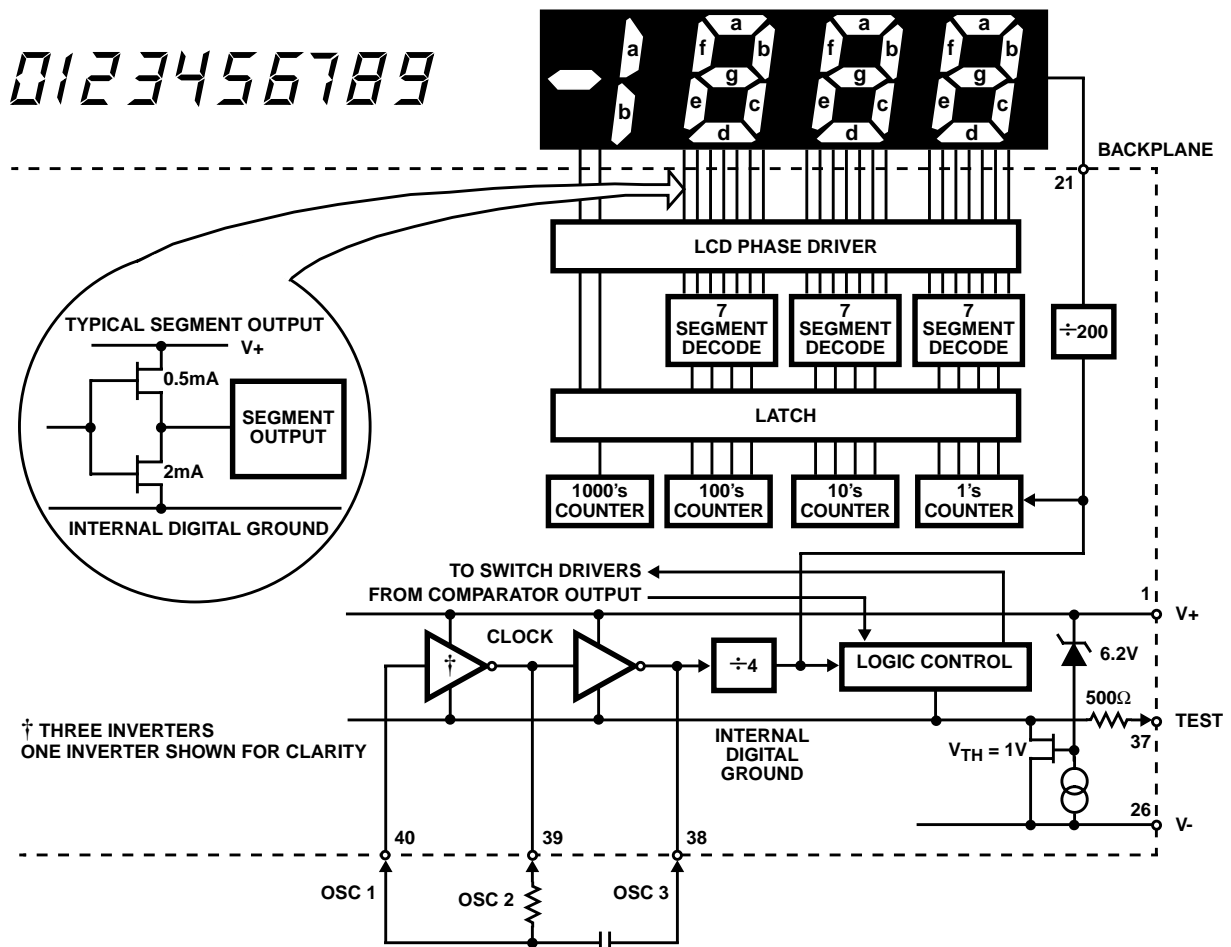 0123456789
a
b
a
f
b
g
e
c
d
a
f
b
g
e
c
d
a
f
b
g
e
c
d
BACKPLANE
21
LCD PHASE DRIVER
TYPICAL SEGMENT OUTPUT
V+
0.5mA
SEGMENT
OUTPUT
2mA
INTERNAL DIGITAL GROUND
7
SEGMENT
DECODE
7
SEGMENT
DECODE
7
SEGMENT
DECODE
÷200
LATCH
1000's
COUNTER
100's
COUNTER
10's
COUNTER
1's
COUNTER
TO SWITCH DRIVERS
FROM COMPARATOR OUTPUT
1
V+
CLOCK
†
÷4
LOGIC CONTROL
6.2V
500Ω
TEST
37
† THREE INVERTERS
ONE INVERTER SHOWN FOR CLARITY
INTERNAL
DIGITAL
GROUND
VTH = 1V
26
V-
40
39
38
OSC 1
OSC 2
OSC 3